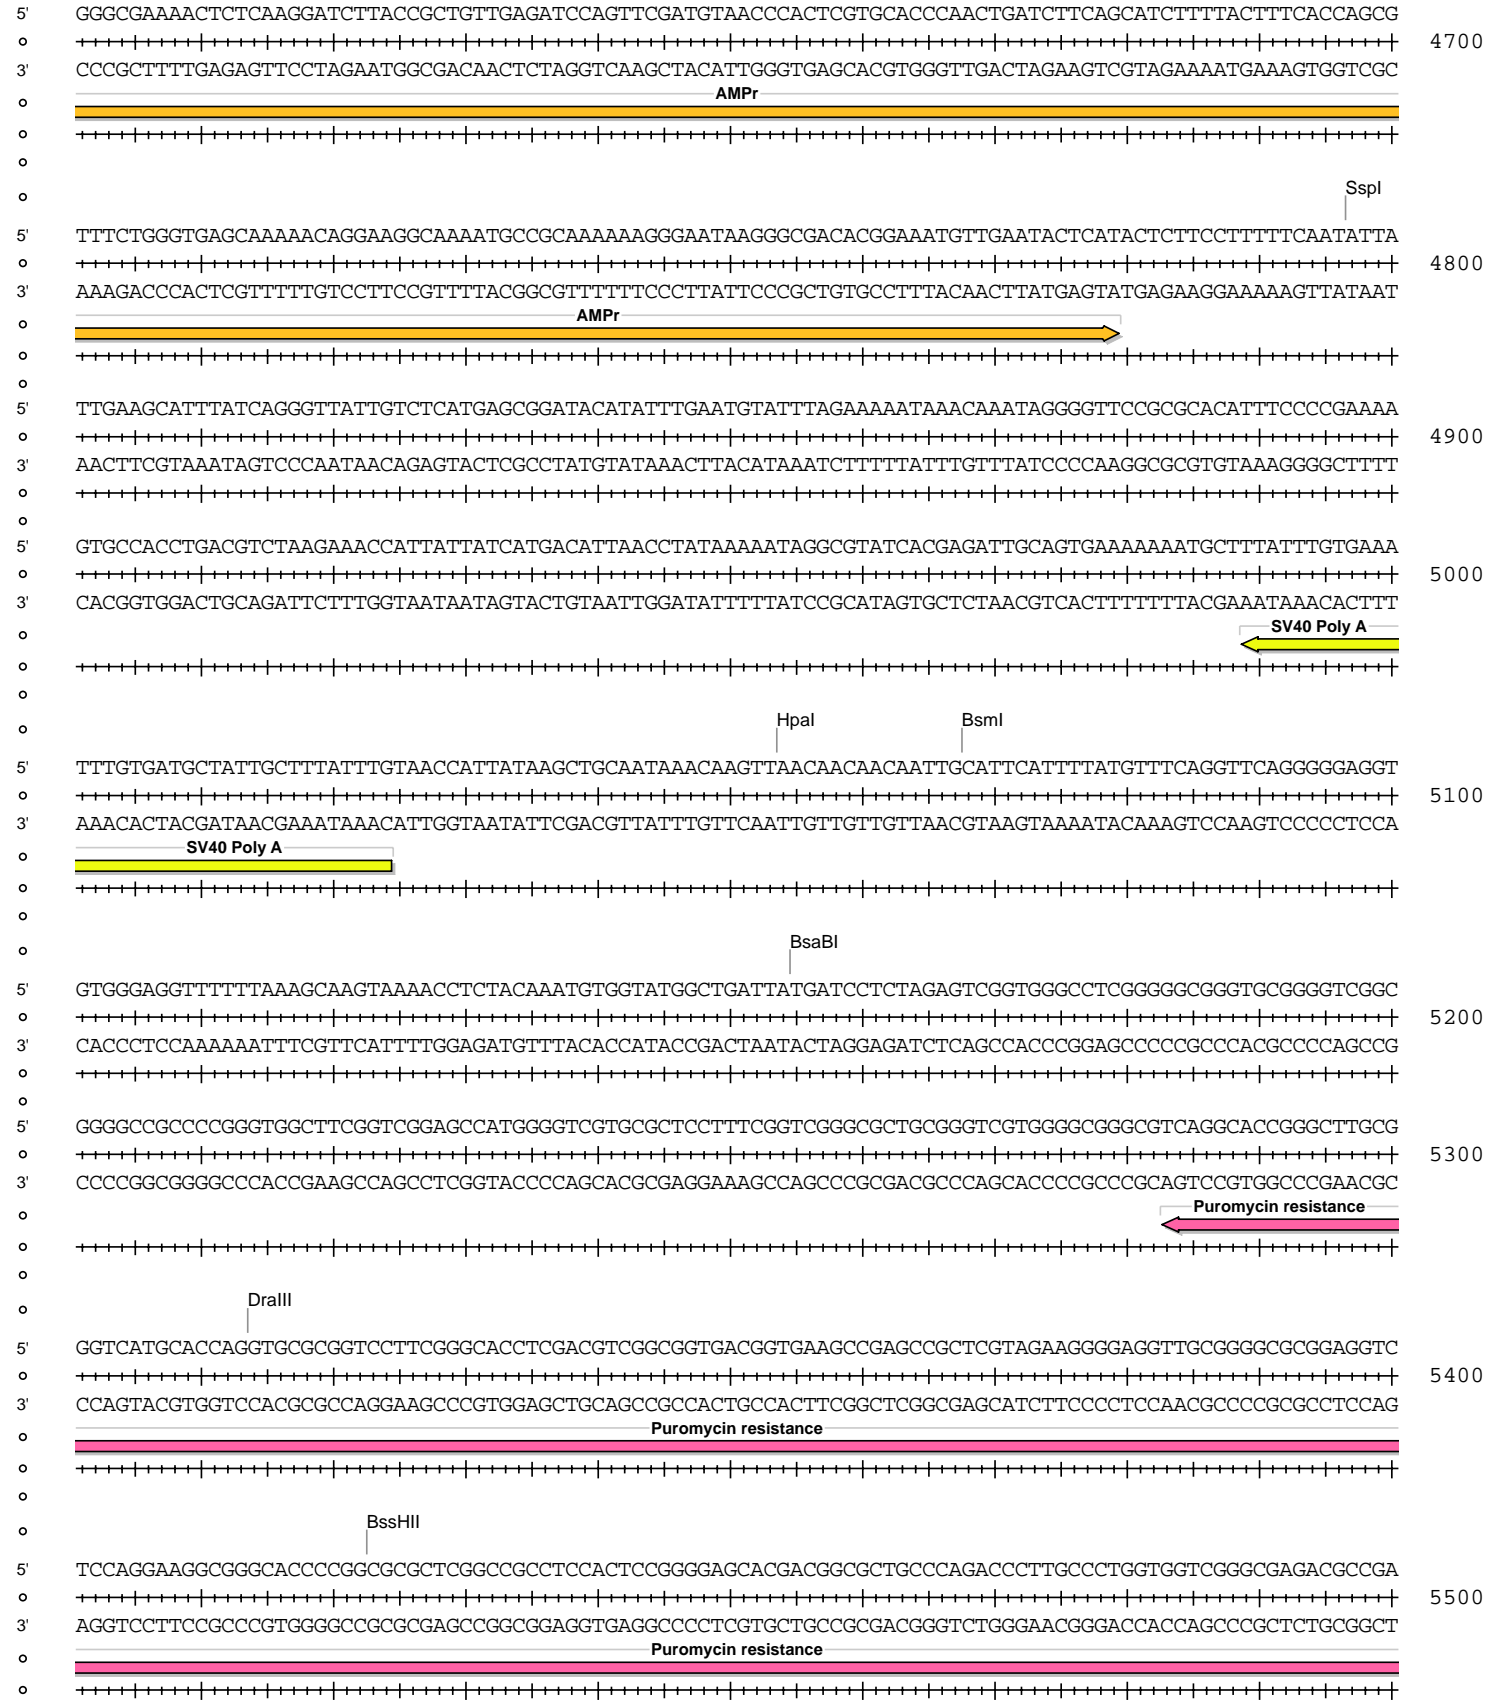 5' GGGCGAAAACTCTCAAGGATCTTACCGCTGTTGAGATCCAGTTCGATGTAACCCACTCGTGCACCCAACTGATCTTCAGCATCTTTTACTTTCACCAGCG
4700
3' CCCGCTTTTGAGAGTTCCTAGAATGGCGACAACTCTAGGTCAAGCTACATTGGGTGAGCACGTGGGTTGACTAGAAGTCGTAGAAAATGAAAGTGGTCGC
AMPr
SspI
5' TTTCTGGGTGAGCAAAAACAGGAAGGCAAAATGCCGCAAAAAAGGGAATAAGGGCGACACGGAAATGTTGAATACTCATACTCTTCCTTTTTCAATATTA
4800
3' AAAGACCCACTCGTTTTTGTCCTTCCGTTTTACGGCGTTTTTTCCCTTATTCCCGCTGTGCCTTTACAACTTATGAGTATGAGAAGGAAAAAGTTATAAT
AMPr
5' TTGAAGCATTTATCAGGGTTATTGTCTCATGAGCGGATACATATTTGAATGTATTTAGAAAAATAAACAAATAGGGGTTCCGCGCACATTTCCCCGAAAA
4900
3' AACTTCGTAAATAGTCCCAATAACAGAGTACTCGCCTATGTATAAACTTACATAAATCTTTTTATTTGTTTATCCCCAAGGCGCGTGTAAAGGGGCTTTT
5' GTGCCACCTGACGTCTAAGAAACCATTATTATCATGACATTAACCTATAAAAATAGGCGTATCACGAGATTGCAGTGAAAAAAATGCTTTATTTGTGAAA
5000
3' CACGGTGGACTGCAGATTCTTTGGTAATAATAGTACTGTAATTGGATATTTTTATCCGCATAGTGCTCTAACGTCACTTTTTTTACGAAATAAACACTTT
SV40 Poly A
HpaI BsmI
5' TTTGTGATGCTATTGCTTTATTTGTAACCATTATAAGCTGCAATAAACAAGTTAACAACAACAATTGCATTCATTTTATGTTTCAGGTTCAGGGGGAGGT
5100
3' AAACACTACGATAACGAAATAAACATTGGTAATATTCGACGTTATTTGTTCAATTGTTGTTGTTAACGTAAGTAAAATACAAAGTCCAAGTCCCCCTCCA
SV40 Poly A
BsaBI
5' GTGGGAGGTTTTTTAAAGCAAGTAAAACCTCTACAAATGTGGTATGGCTGATTATGATCCTCTAGAGTCGGTGGGCCTCGGGGGCGGGTGCGGGGTCGGC
5200
3' CACCCTCCAAAAAATTTCGTTCATTTTGGAGATGTTTACACCATACCGACTAATACTAGGAGATCTCAGCCACCCGGAGCCCCCGCCCACGCCCCAGCCG
5' GGGGCCGCCCCGGGTGGCTTCGGTCGGAGCCATGGGGTCGTGCGCTCCTTTCGGTCGGGCGCTGCGGGTCGTGGGGCGGGCGTCAGGCACCGGGCTTGCG
5300
3' CCCCGGCGGGGCCCACCGAAGCCAGCCTCGGTACCCCAGCACGCGAGGAAAGCCAGCCCGCGACGCCCAGCACCCCGCCCGCAGTCCGTGGCCCGAACGC
Puromycin resistance
DraIII
5' GGTCATGCACCAGGTGCGCGGTCCTTCGGGCACCTCGACGTCGGCGGTGACGGTGAAGCCGAGCCGCTCGTAGAAGGGGAGGTTGCGGGGCGCGGAGGTC
5400
3' CCAGTACGTGGTCCACGCGCCAGGAAGCCCGTGGAGCTGCAGCCGCCACTGCCACTTCGGCTCGGCGAGCATCTTCCCCTCCAACGCCCCGCGCCTCCAG
Puromycin resistance
BssHII
5' TCCAGGAAGGCGGGCACCCCGGCGCGCTCGGCCGCCTCCACTCCGGGGAGCACGACGGCGCTGCCCAGACCCTTGCCCTGGTGGTCGGGCGAGACGCCGA
5500
3' AGGTCCTTCCGCCCGTGGGGCCGCGCGAGCCGGCGGAGGTGAGGCCCCTCGTGCTGCCGCGACGGGTCTGGGAACGGGACCACCAGCCCGCTCTGCGGCT
Puromycin resistance